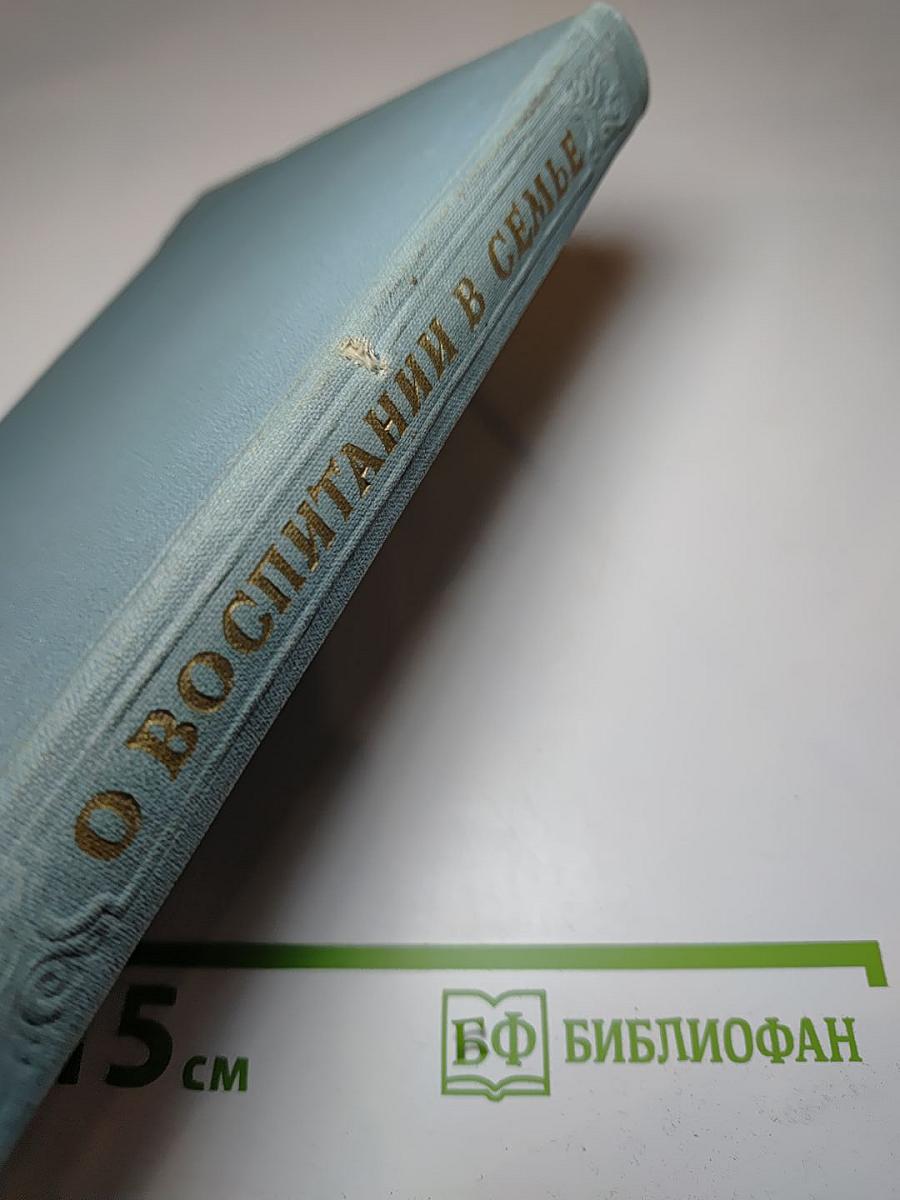 О ВОСПИТАНИИ В СЕМЬЕ
15 см
БФ БИБЛИОФАН